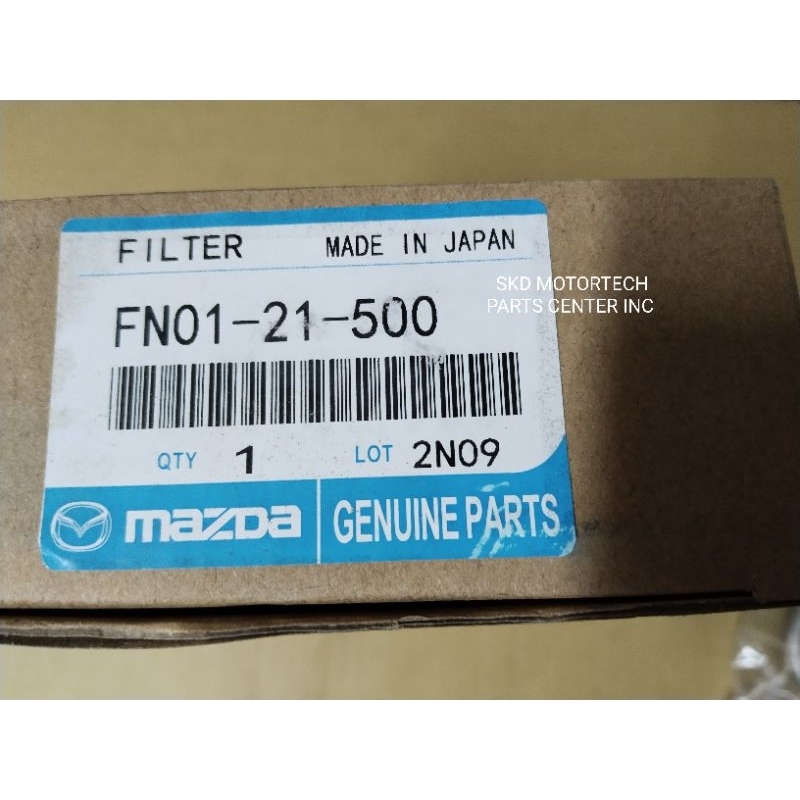 FILTER MADE IN JAPAN
FN01-21-500
QTY 1 LOT 2N09
mazda GENUINE PARTS
SKD MOTORTECH
PARTS CENTER INC